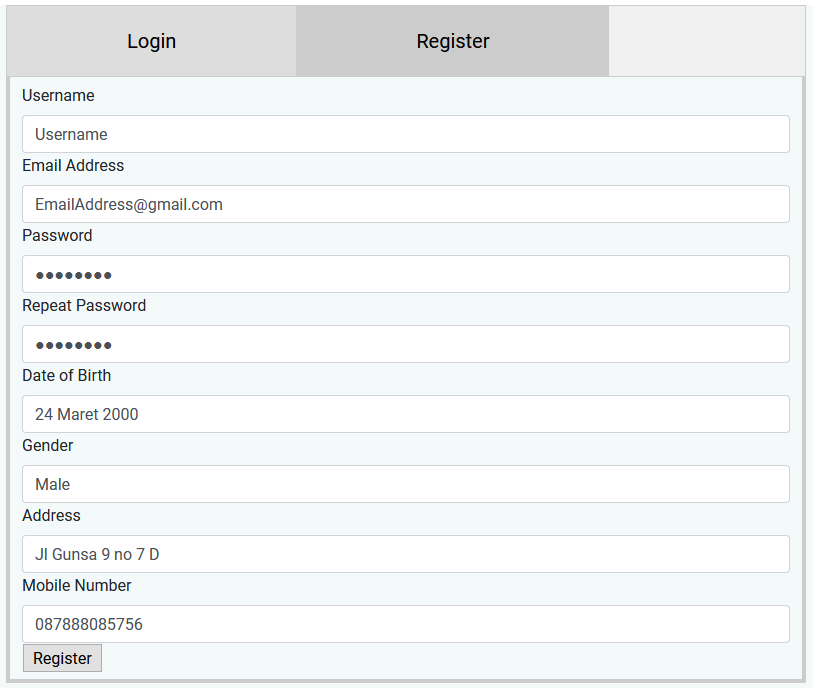 Login Register
Username
Username
Email Address
EmailAddress@gmail.com
Password
●●●●●●●●
Repeat Password
●●●●●●●●
Date of Birth
24 Maret 2000
Gender
Male
Address
Jl Gunsa 9 no 7 D
Mobile Number
087888085756
Register